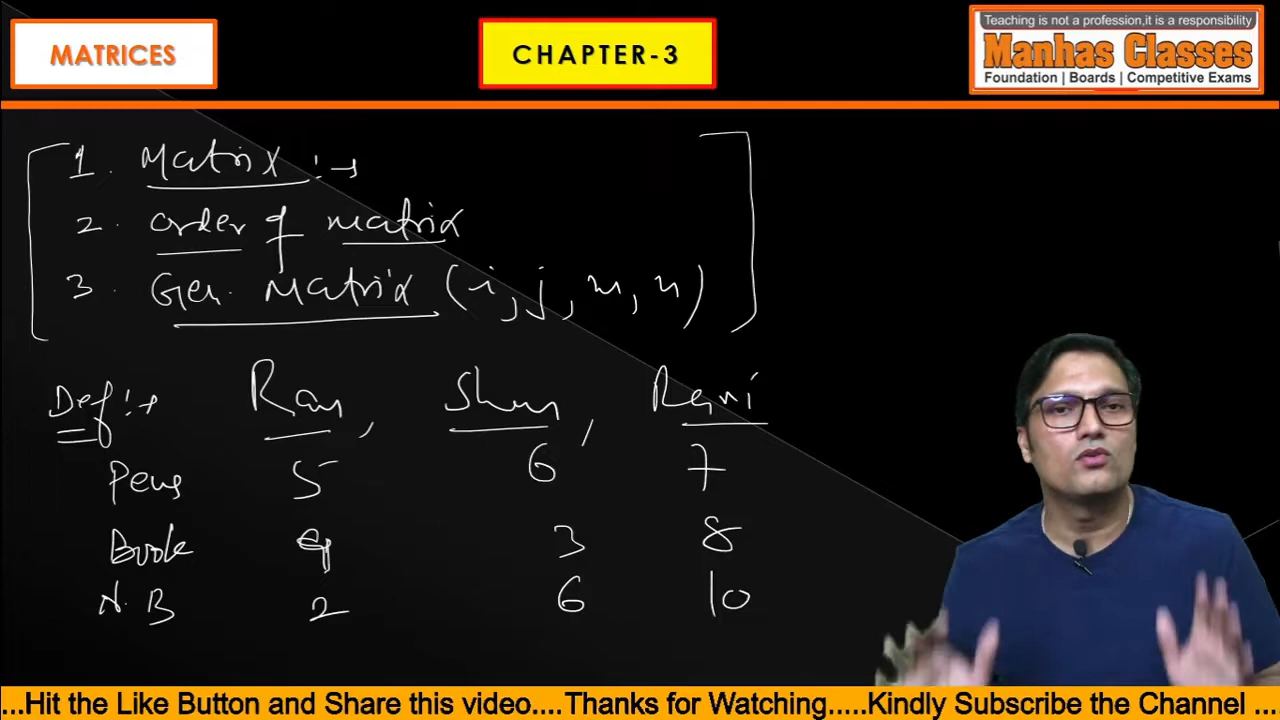 MATRICES
CHAPTER-3
Teaching is not a profession,it is a responsibility
Manhas Classes
Foundation | Boards | Competitive Exams
1. Matrix :→
2. order of matrix
3. Gen. Matrix (i, j, m, n)
Def :→ Ram, Sham, Rani
Pens 5 6 7
Book 3 8
N.B 2 6 10
...Hit the Like Button and Share this video....Thanks for Watching.....Kindly Subscribe the Channel ...